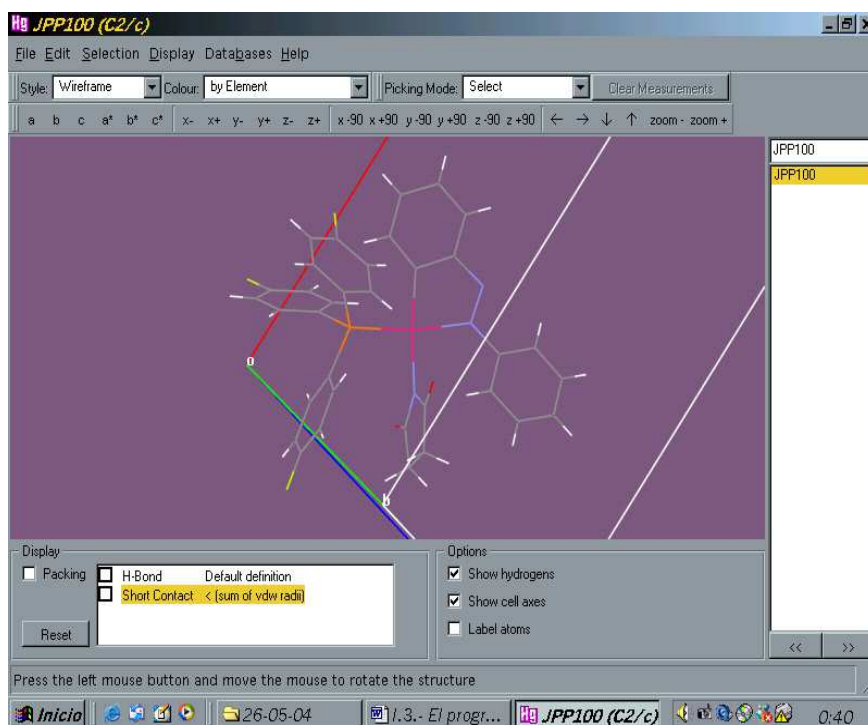 Hg JPP100 (C2/c)
File Edit Selection Display Databases Help
Style: Wireframe Colour: by Element Picking Mode: Select Clear Measurements
a b c a* b* c* x- x+ y- y+ z- z+ x -90 x +90 y -90 y +90 z -90 z +90 ← → ↓ ↑ zoom - zoom +
JPP100
JPP100
o
b
Display
Packing
H-Bond Default definition
Short Contact < (sum of vdw radii)
Reset
Options
Show hydrogens
Show cell axes
Label atoms
<< >>
Press the left mouse button and move the mouse to rotate the structure
Inicio 26-05-04 I.3.- El progr... Hg JPP100 (C2/c) 0:40